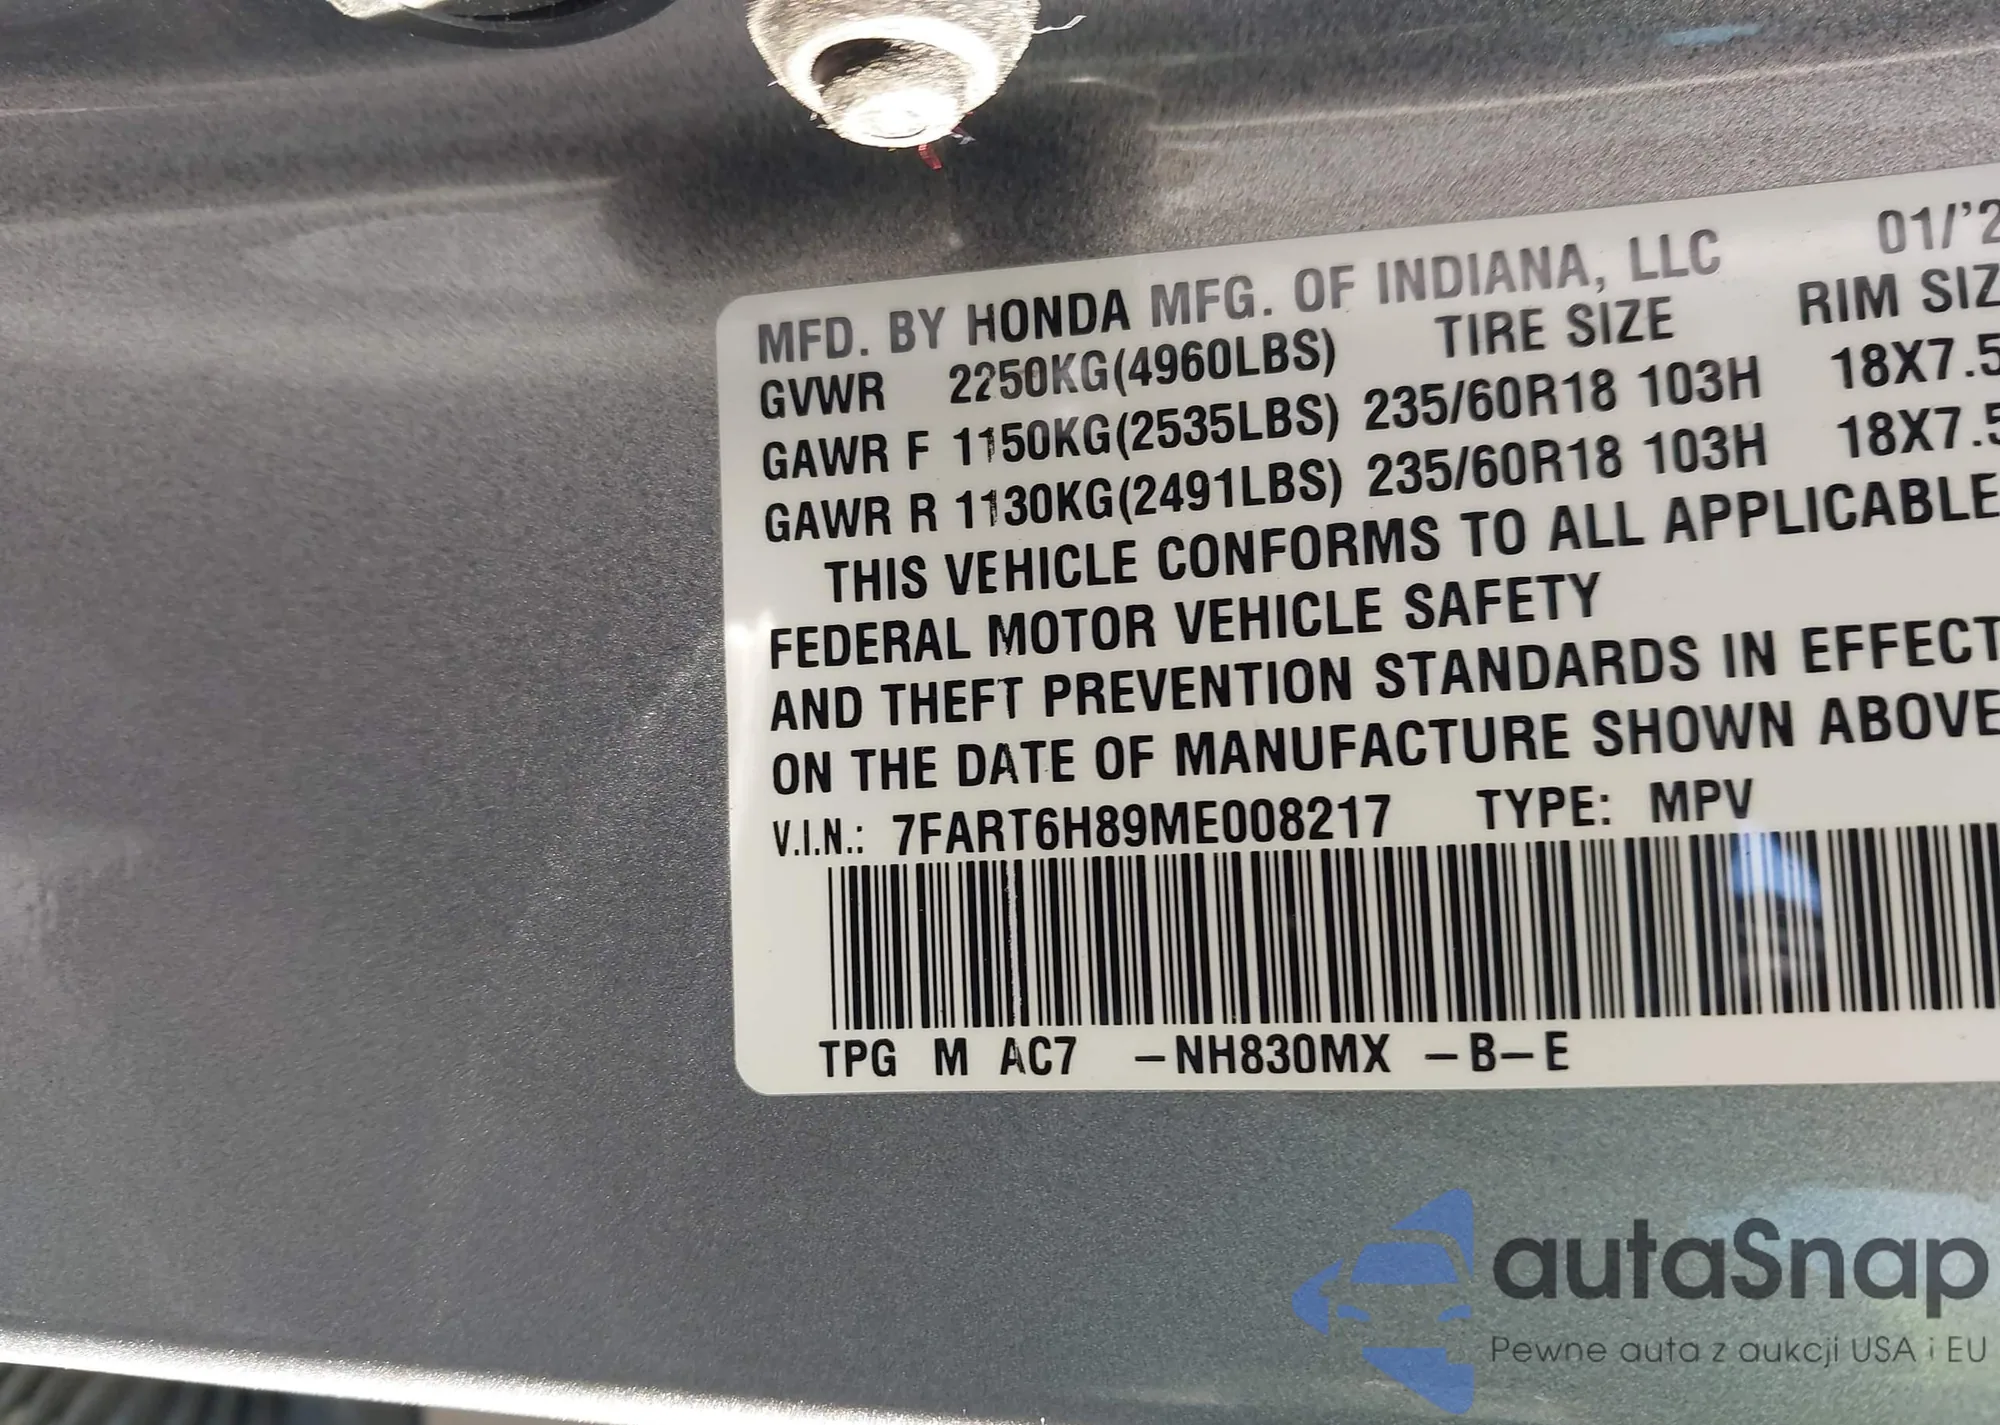 MFD. BY HONDA MFG. OF INDIANA, LLC 01/'2
GVWR 2250KG(4960LBS) TIRE SIZE RIM SIZ
GAWR F 1150KG(2535LBS) 235/60R18 103H 18X7.5
GAWR R 1130KG(2491LBS) 235/60R18 103H 18X7.5
THIS VEHICLE CONFORMS TO ALL APPLICABLE
FEDERAL MOTOR VEHICLE SAFETY
AND THEFT PREVENTION STANDARDS IN EFFECT
ON THE DATE OF MANUFACTURE SHOWN ABOVE
V.I.N.: 7FART6H89ME008217 TYPE: MPV
TPG M AC7 –NH830MX –B–E
autaSnap
Pewne auta z aukcji USA i EU